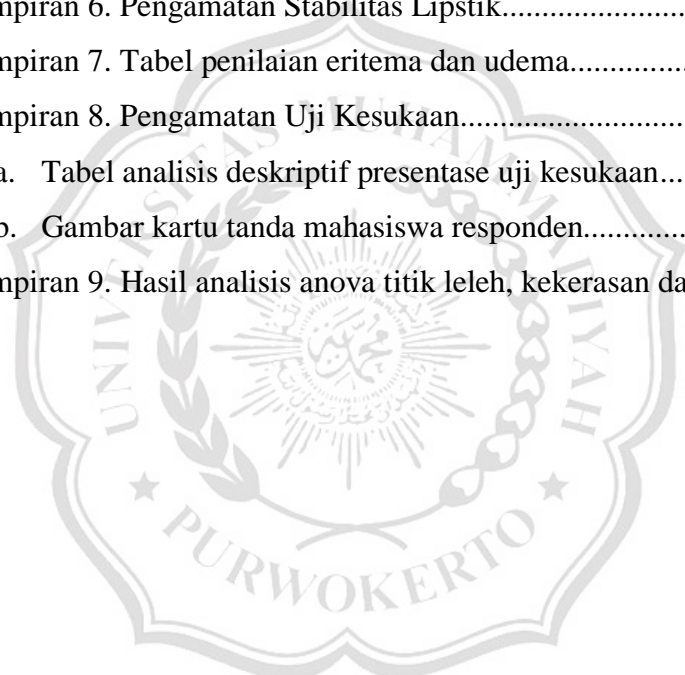 mpiran 6. Pengamatan Stabilitas Lipstik.......................
mpiran 7. Tabel penilaian eritema dan udema...............
mpiran 8. Pengamatan Uji Kesukaan............................
a. Tabel analisis deskriptif presentase uji kesukaan...
b. Gambar kartu tanda mahasiswa responden.............
mpiran 9. Hasil analisis anova titik leleh, kekerasan da
UNIVERSITAS MUHAMMADIYAH
PURWOKERTO